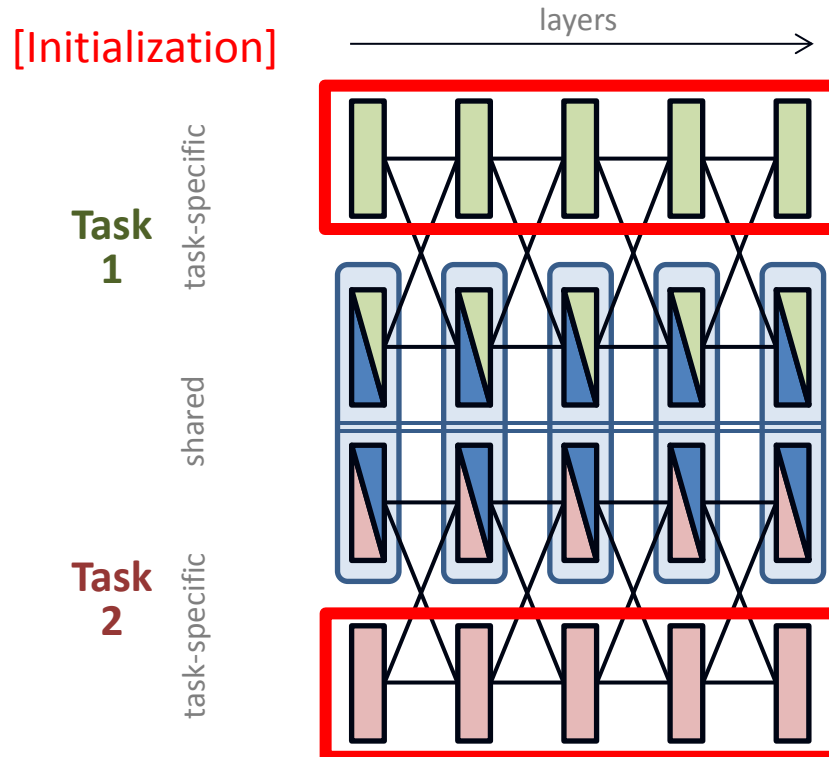 layers
[Initialization]
task-specific
Task
1
shared
Task
2
task-specific